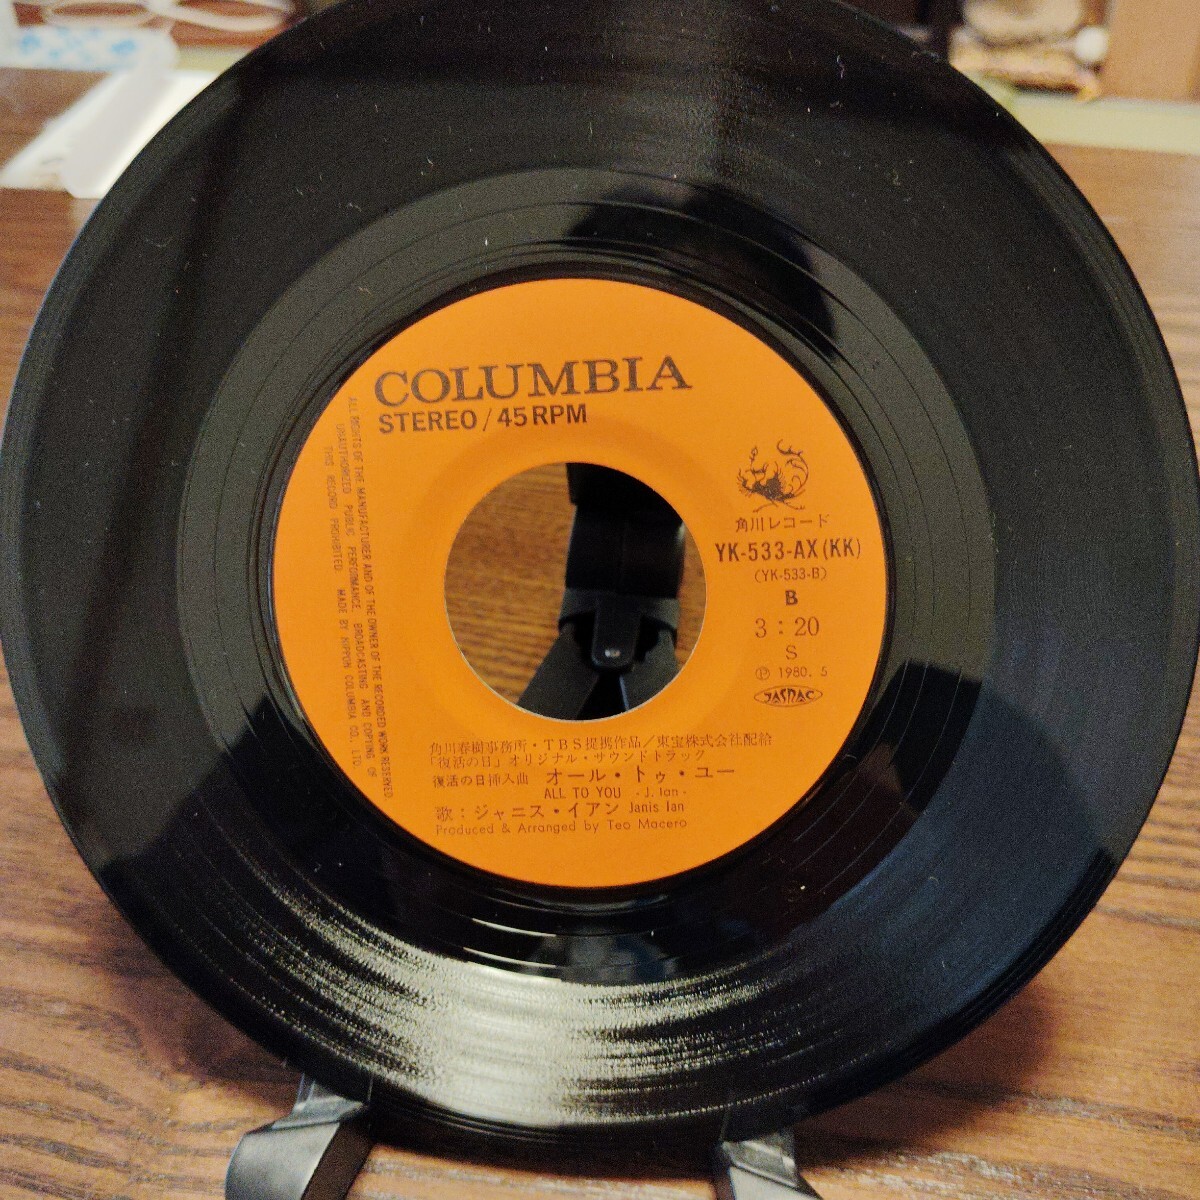 COLUMBIA
STEREO / 45 RPM
ALL RIGHTS OF THE MANUFACTURER AND OF THE OWNER OF THE RECORDED WORK RESERVED
UNAUTHORIZED PUBLIC PERFORMANCE, BROADCASTING AND COPYING OF
THIS RECORD PROHIBITED. MADE BY NIPPON COLUMBIA CO., LTD.
角川レコード
YK-533-AX (KK)
(YK-533-B)
B
3:20
S
Ⓟ 1980. 5
JASRAC
角川春樹事務所・TBS提携作品／東宝株式会社配給
「復活の日」オリジナル・サウンドトラック
復活の日挿入曲 オール・トゥ・ユー
ALL TO YOU - J. Ian -
歌：ジャニス・イアン Janis Ian
Produced & Arranged by Teo Macero